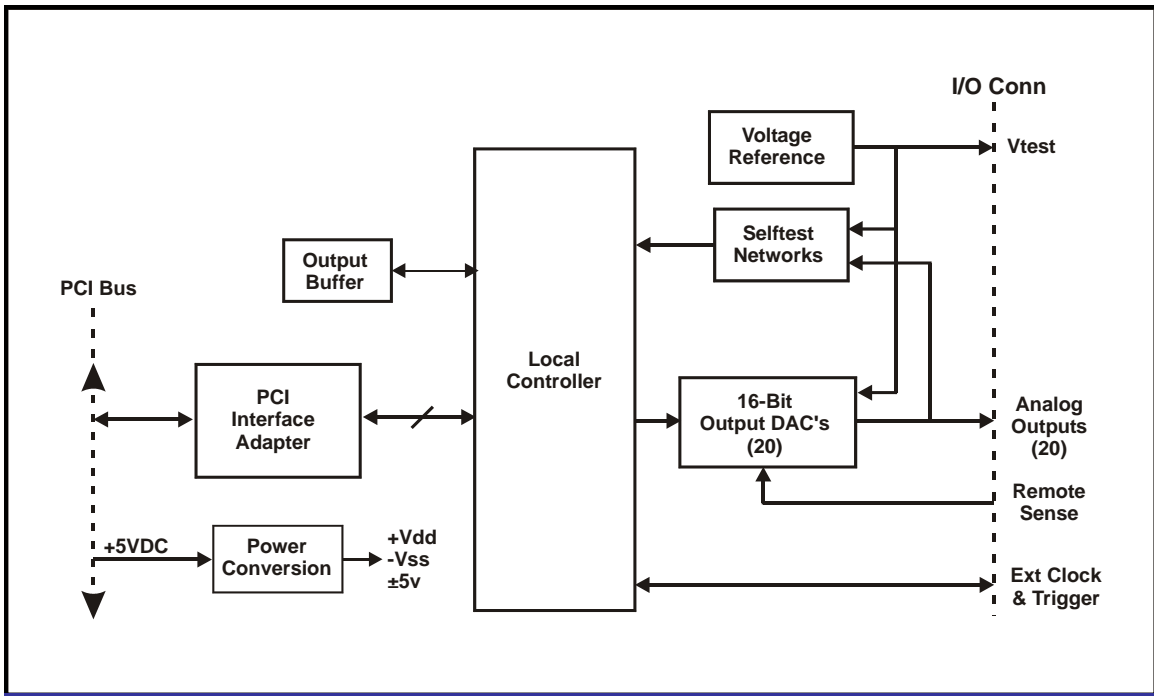 I/O Conn
Voltage
Reference
Vtest
Selftest
Networks
Output
Buffer
PCI Bus
Local
Controller
PCI
Interface
Adapter
16-Bit
Output DAC's
(20)
Analog
Outputs
(20)
Remote
Sense
+5VDC
Power
Conversion
+Vdd
-Vss
±5v
Ext Clock
& Trigger